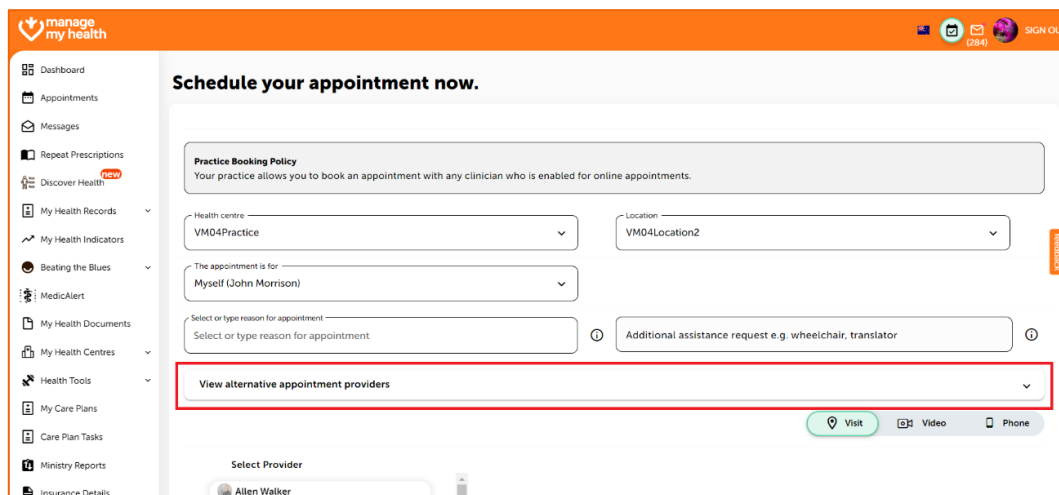 manage
my health
(284)
SIGN OU
Dashboard
Appointments
Messages
Repeat Prescriptions
Discover Health
new
My Health Records
My Health Indicators
Beating the Blues
MedicAlert
My Health Documents
My Health Centres
Health Tools
My Care Plans
Care Plan Tasks
Ministry Reports
Insurance Details
Schedule your appointment now.
Practice Booking Policy
Your practice allows you to book an appointment with any clinician who is enabled for online appointments.
Health centre
VM04Practice
Location
VM04Location2
The appointment is for
Myself (John Morrison)
Select or type reason for appointment
Select or type reason for appointment
Additional assistance request e.g. wheelchair, translator
View alternative appointment providers
Visit
Video
Phone
Select Provider
Allen Walker
FEEDBACK